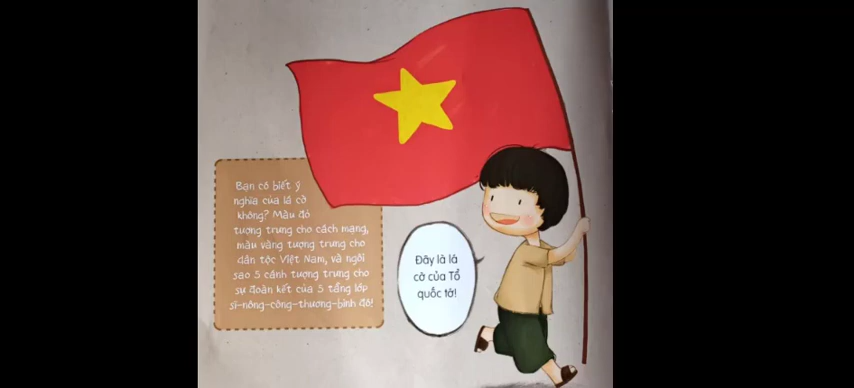 Bạn có biết ý
nghĩa của lá cờ
không? Màu đỏ
tượng trưng cho cách mạng,
màu vàng tượng trưng cho
dân tộc Việt Nam, và ngôi
sao 5 cánh tượng trưng cho
sự đoàn kết của 5 tầng lớp
sĩ-nông-công-thương-binh đó!
Đây là lá
cờ của Tổ
quốc tớ!